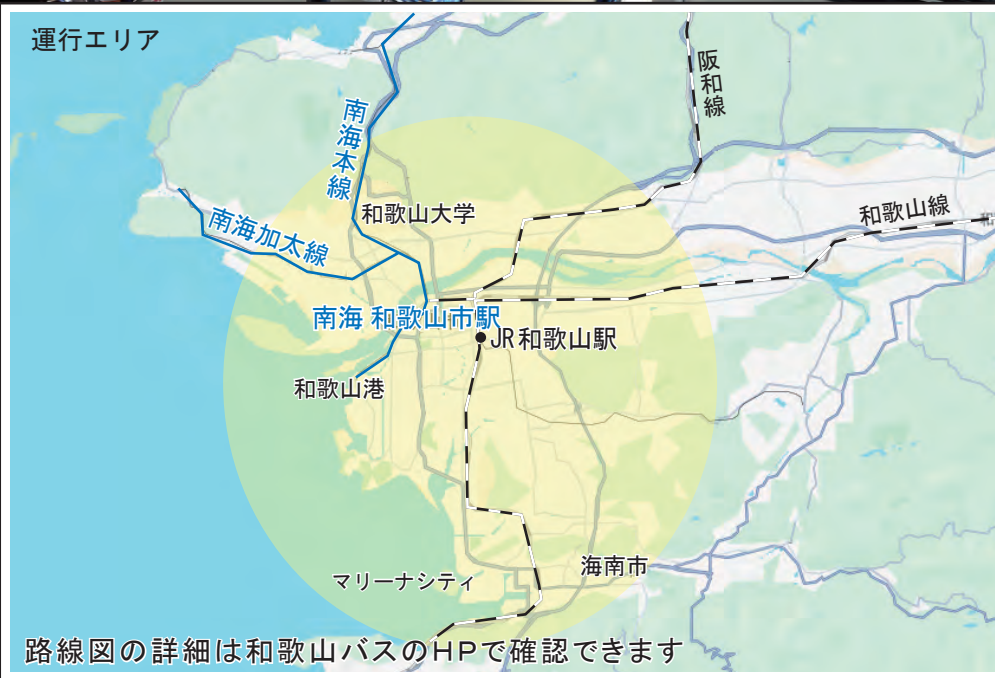 運行エリア
阪和線
南海本線
和歌山大学
和歌山線
和
南海加太線
南海 和歌山市駅
JR和歌山駅
和歌山港
海南市
マリーナシティ
路線図の詳細は和歌山バスのHPで確認できます